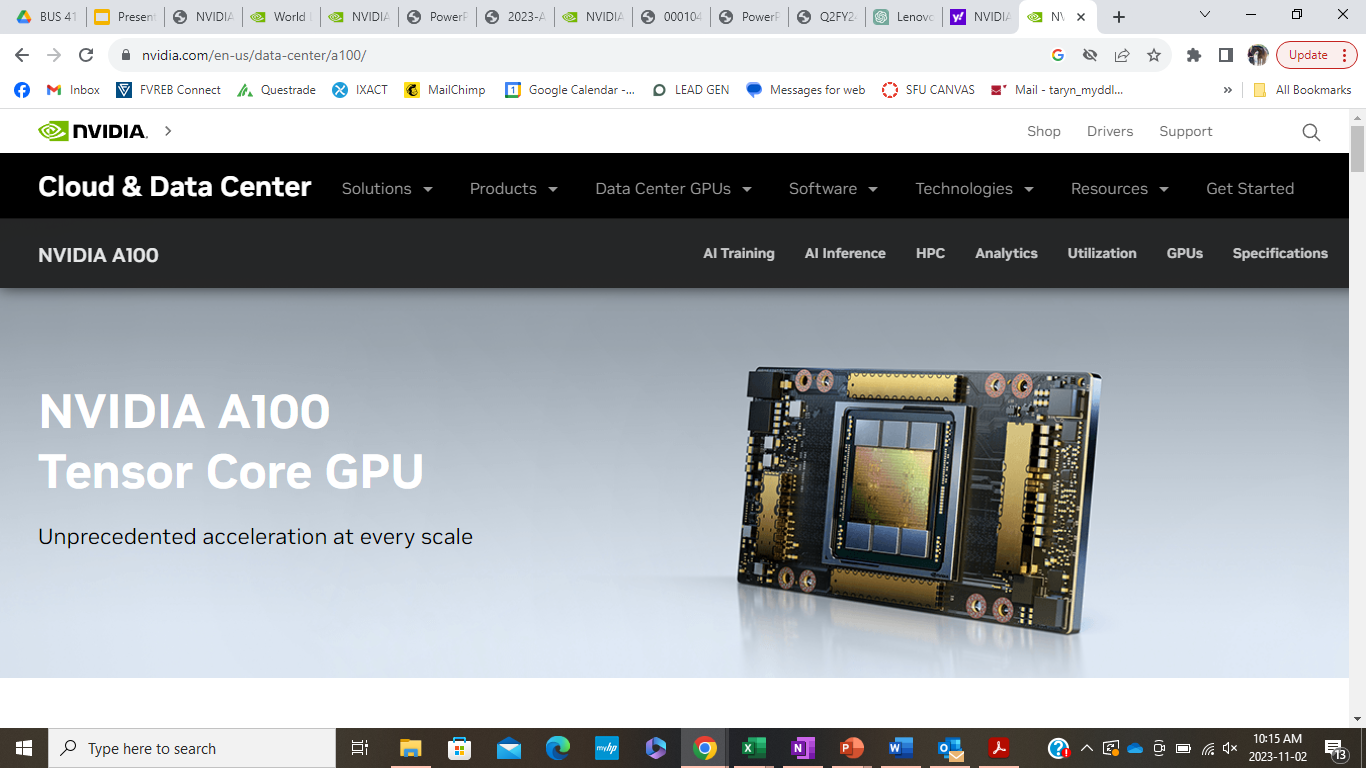 BUS 41
Present
NVIDIA
World
NVIDIA
PowerP
2023-A
NVIDIA
000104
PowerP
Q2FY24
Lenovo
NVIDIA
NV
nvidia.com/en-us/data-center/a100/
Update
Inbox
FVREB Connect
Questrade
IXACT
MailChimp
Google Calendar -...
LEAD GEN
Messages for web
SFU CANVAS
Mail - taryn_myddl...
»
All Bookmarks
NVIDIA.
Shop
Drivers
Support
Cloud & Data Center
Solutions
Products
Data Center GPUs
Software
Technologies
Resources
Get Started
NVIDIA A100
AI Training
AI Inference
HPC
Analytics
Utilization
GPUs
Specifications
NVIDIA A100
Tensor Core GPU
Unprecedented acceleration at every scale
Type here to search
10:15 AM
2023-11-02
13